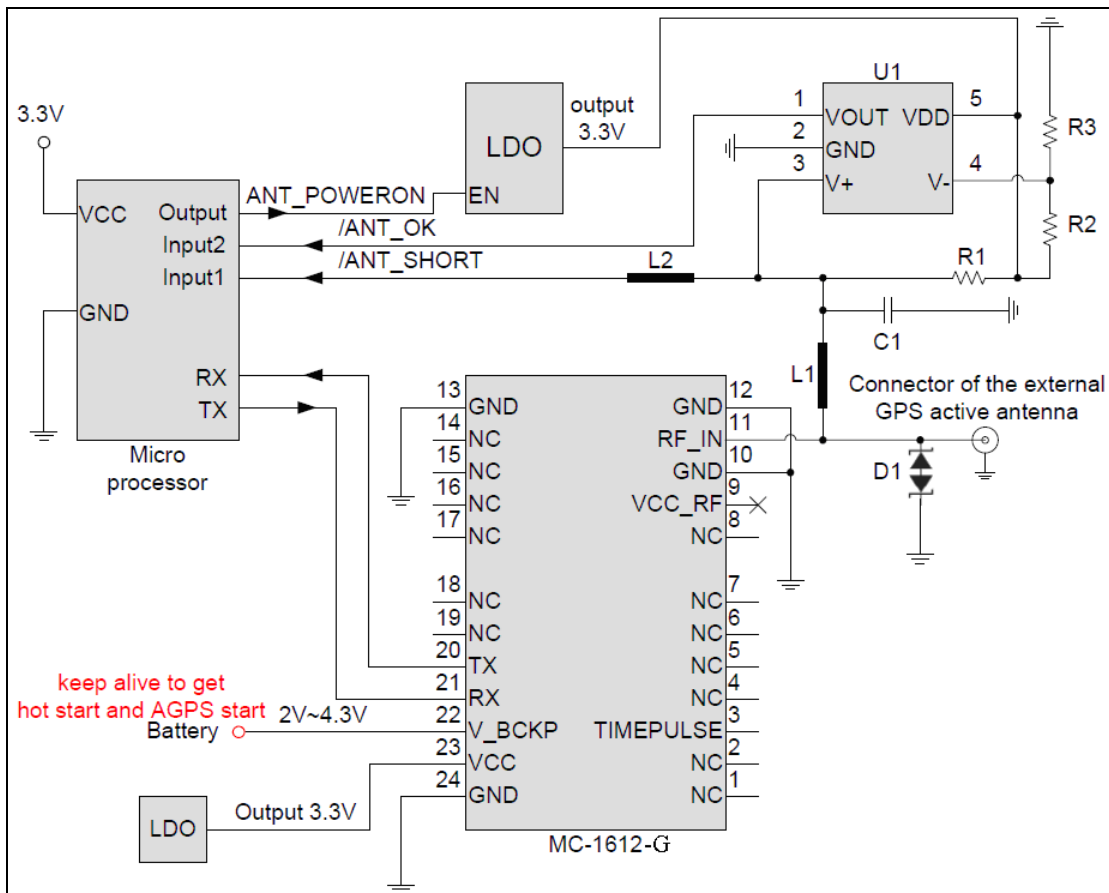 U1
output
3.3V
LDO
EN
1
2
3
VOUT
GND
V+
VDD
V-
5
4
R3
R2
3.3V
VCC
GND
Output
Input2
Input1
RX
TX
Micro
processor
ANT_POWERON
/ANT_OK
/ANT_SHORT
L2
R1
C1
L1
Connector of the external
GPS active antenna
D1
13
GND
14
NC
15
NC
16
NC
17
NC
18
NC
19
NC
20
TX
21
RX
22
V_BCKP
23
VCC
24
GND
12
GND
11
RF_IN
10
GND
9
VCC_RF
8
NC
7
NC
6
NC
5
NC
4
NC
3
TIMEPULSE
2
NC
1
NC
MC-1612-G
keep alive to get
hot start and AGPS start
Battery
2V~4.3V
LDO
Output 3.3V